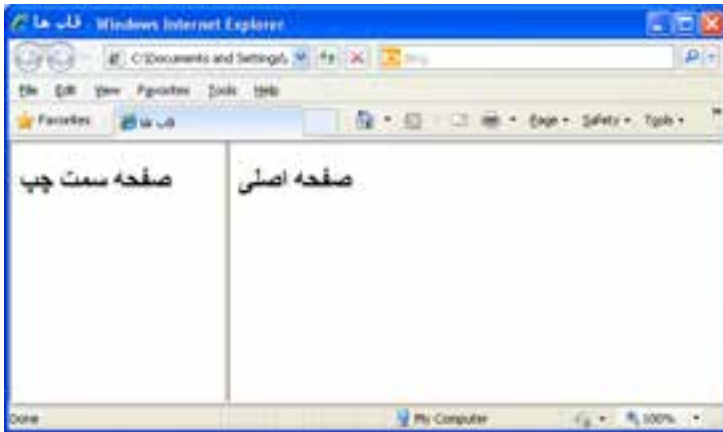 قاب ها - Windows Internet Explorer
C:\Documents and Settings\
Bing
File Edit View Favorites Tools Help
Favorites
قاب ها
Page Safety Tools
صفحه سمت چپ
صفحه اصلی
Done
My Computer
100%